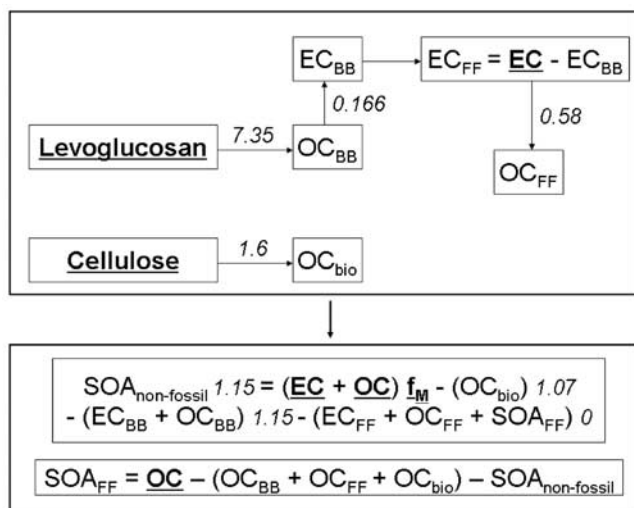 EC_BB
EC_FF = EC - EC_BB
0.166
0.58
Levoglucosan
7.35
OC_BB
OC_FF
Cellulose
1.6
OC_bio
SOA_non-fossil 1.15 = (EC + OC) f_M - (OC_bio) 1.07
- (EC_BB + OC_BB) 1.15 - (EC_FF + OC_FF + SOA_FF) 0
SOA_FF = OC – (OC_BB + OC_FF + OC_bio) – SOA_non-fossil